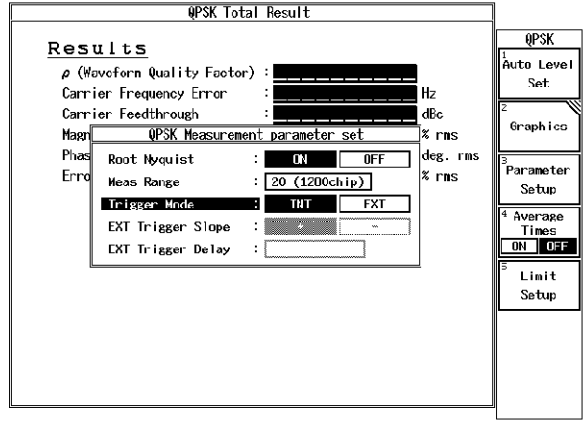 QPSK Total Result
Results
ρ (Waveform Quality Factor) :
Carrier Frequency Error : Hz
Carrier Feedthrough : dBc
Magn % rms
Phas deg. rms
Erro % rms
QPSK Measurement parameter set
Root Nyquist : ON OFF
Meas Range : 20 (1200chip)
Trigger Mode : INT EXT
EXT Trigger Slope : + -
EXT Trigger Delay :
QPSK
1
Auto Level
Set
2
Graphics
3
Parameter
Setup
4 Average
Times
ON OFF
5
Limit
Setup